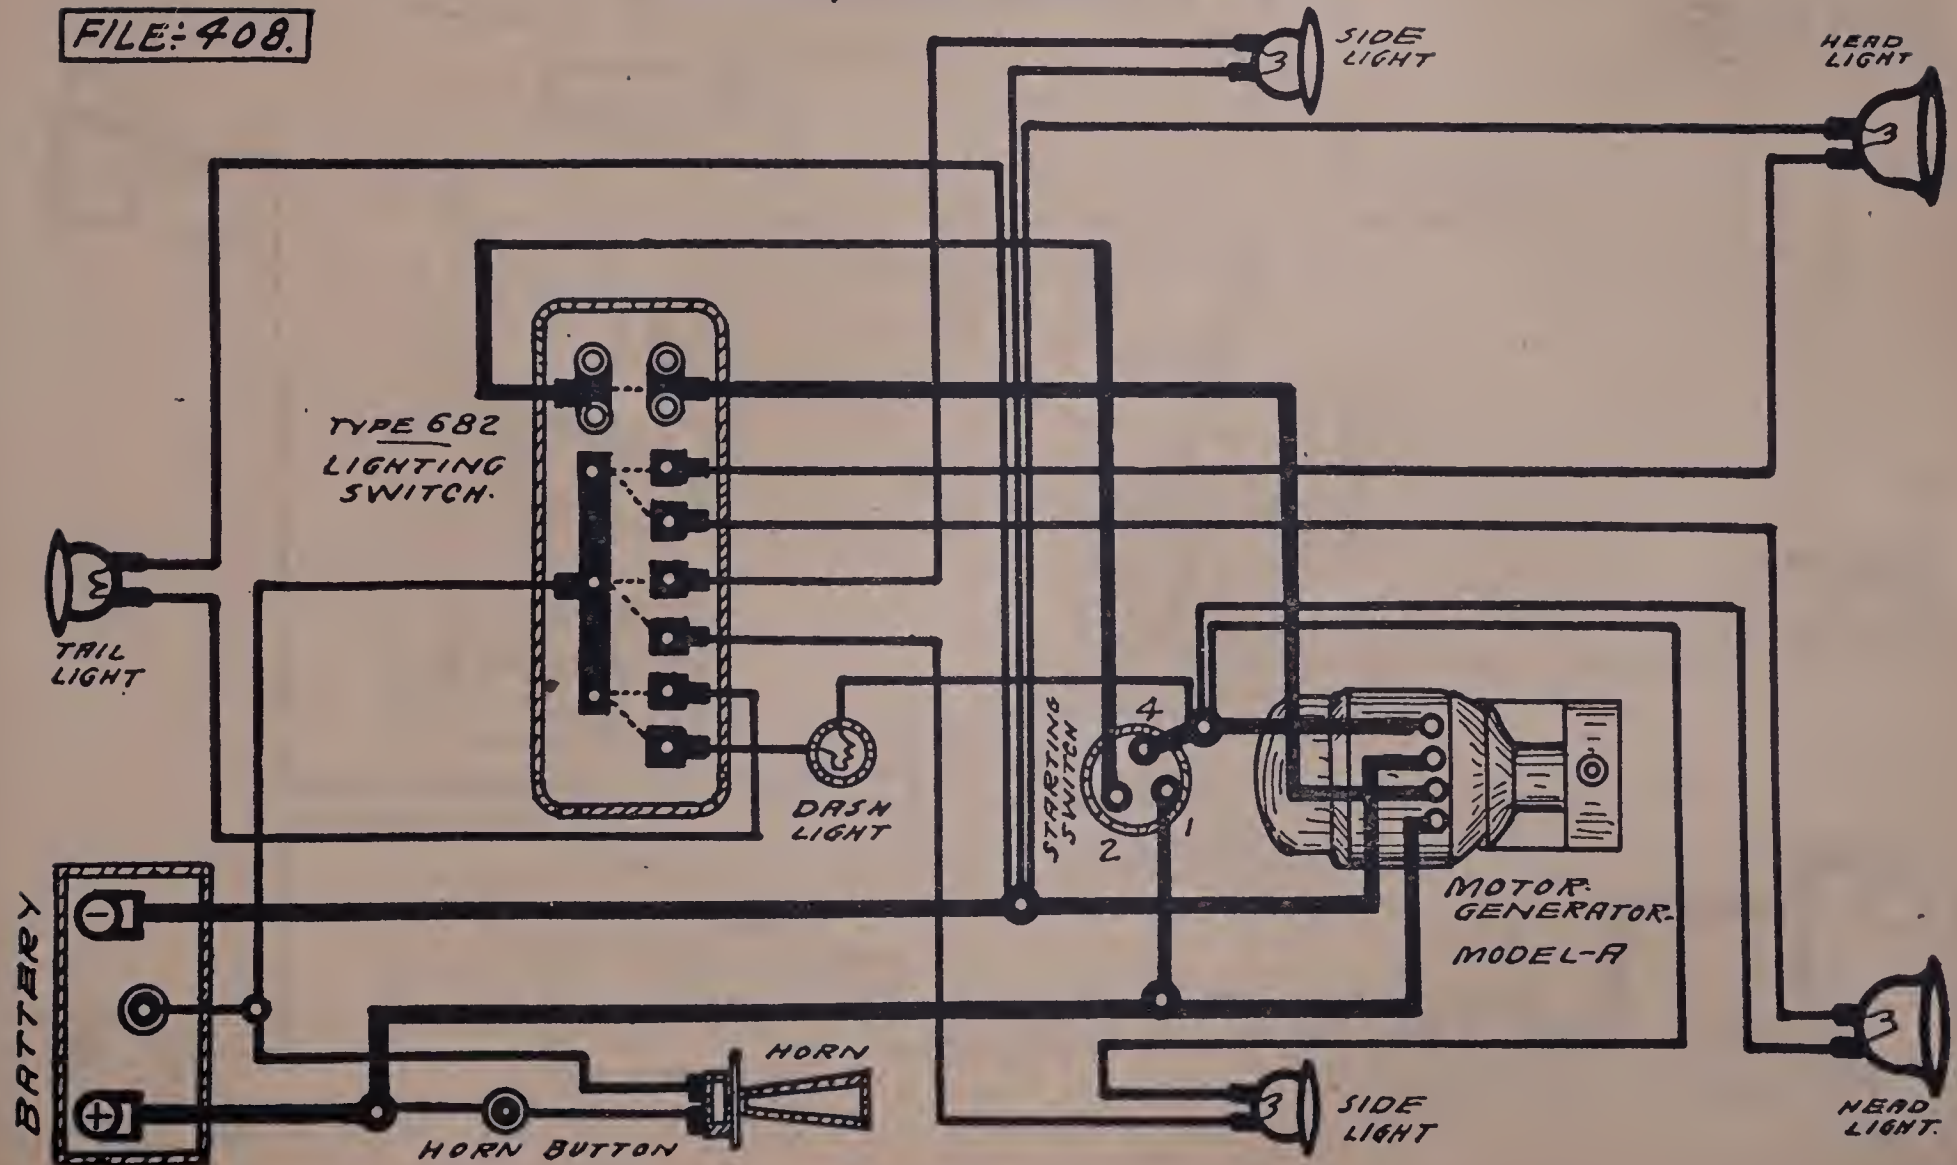 FILE:- 408.
SIDE
LIGHT
HEAD
LIGHT
TYPE 682
LIGHTING
SWITCH.
TAIL
LIGHT
DASH
LIGHT
STARTING
SWITCH
4
1
2
MOTOR-
GENERATOR-
MODEL-A
BATTERY
-
+
HORN
HORN BUTTON
SIDE
LIGHT
HEAD
LIGHT.